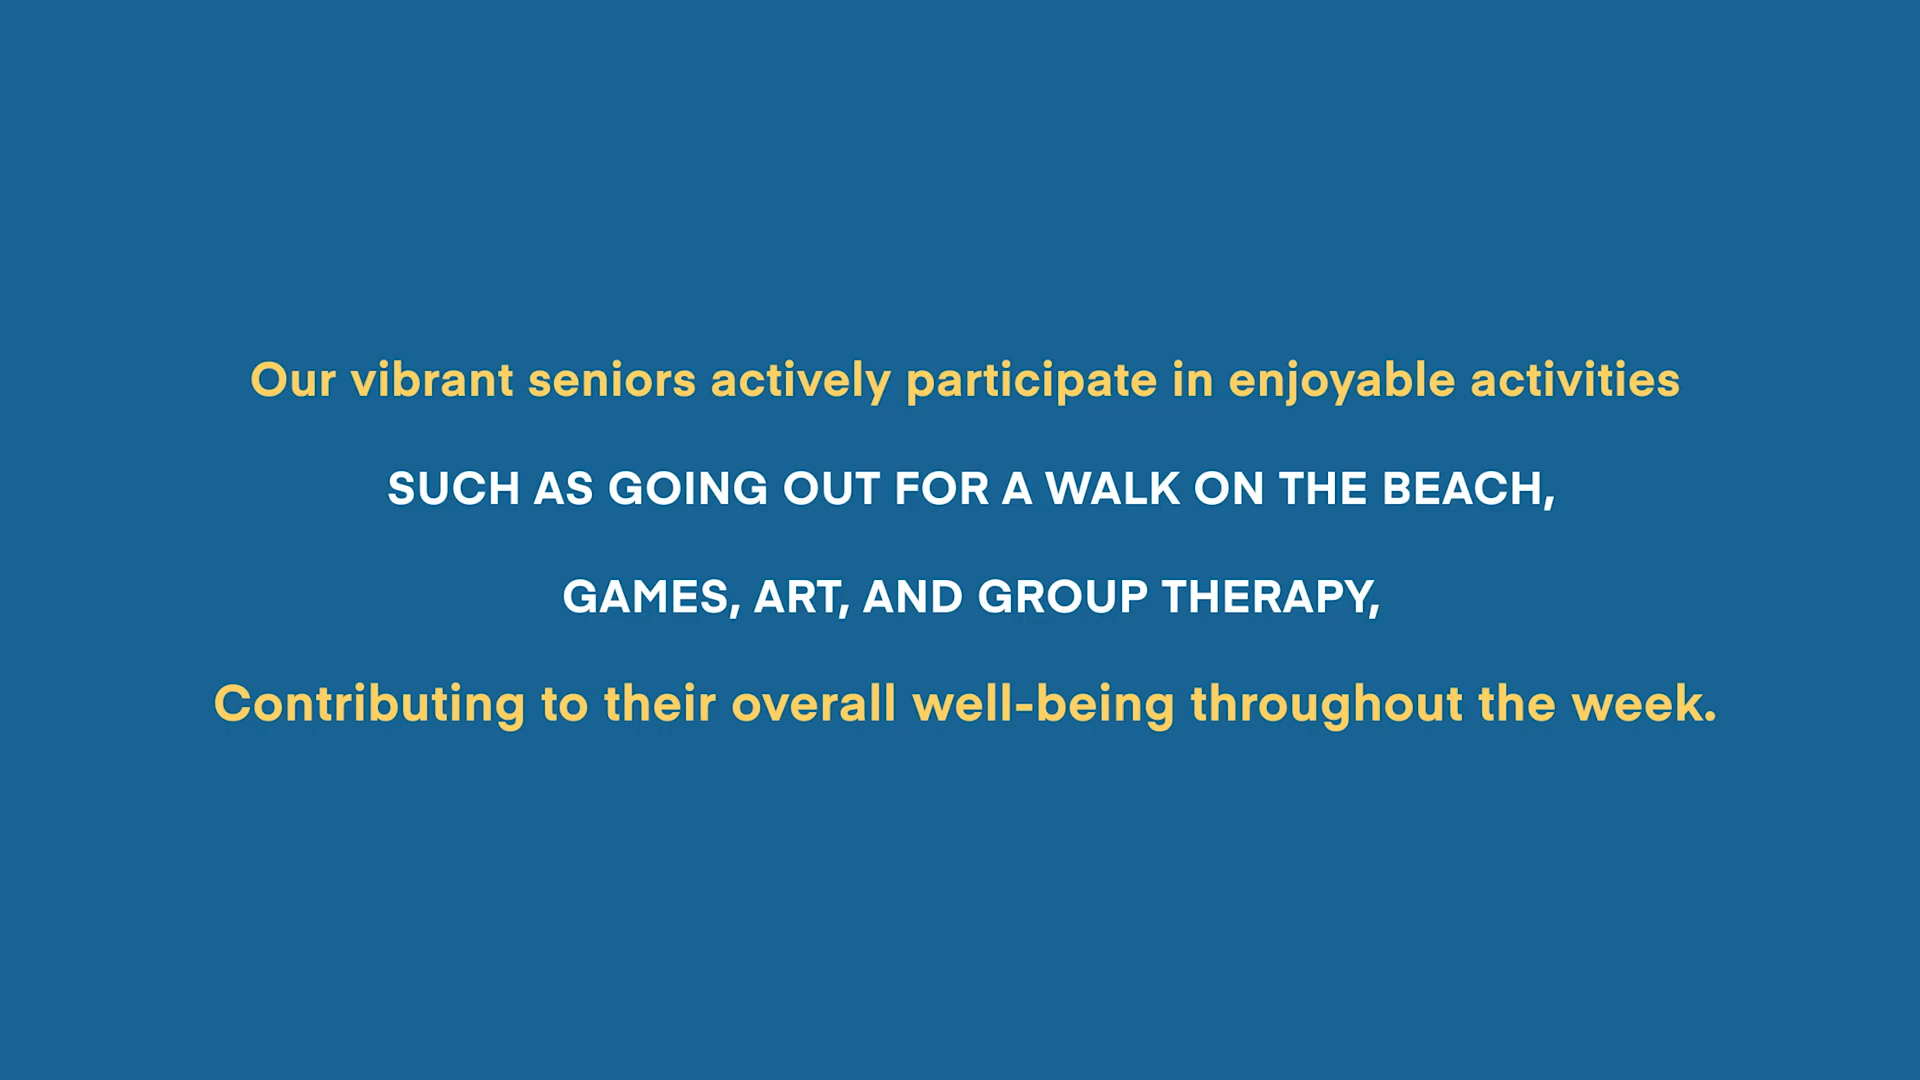 Our vibrant seniors actively participate in enjoyable activities
SUCH AS GOING OUT FOR A WALK ON THE BEACH,
GAMES, ART, AND GROUP THERAPY,
Contributing to their overall well-being throughout the week.